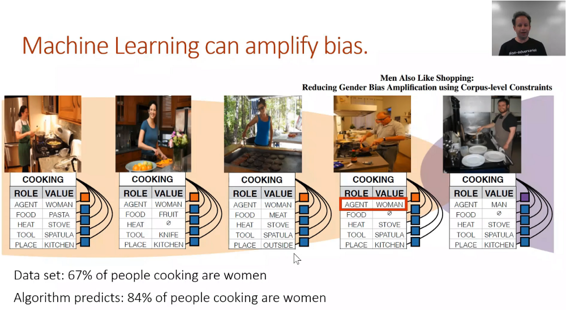 Machine Learning can amplify bias.
Men Also Like Shopping:
Reducing Gender Bias Amplification using Corpus-level Constraints
COOKING
ROLE VALUE
AGENT WOMAN
FOOD PASTA
HEAT STOVE
TOOL SPATULA
PLACE KITCHEN
COOKING
ROLE VALUE
AGENT WOMAN
FOOD FRUIT
HEAT ∅
TOOL KNIFE
PLACE KITCHEN
COOKING
ROLE VALUE
AGENT WOMAN
FOOD MEAT
HEAT STOVE
TOOL SPATULA
PLACE OUTSIDE
COOKING
ROLE VALUE
AGENT WOMAN
FOOD ∅
HEAT STOVE
TOOL SPATULA
PLACE KITCHEN
COOKING
ROLE VALUE
AGENT MAN
FOOD ∅
HEAT STOVE
TOOL SPATULA
PLACE KITCHEN
Data set: 67% of people cooking are women
Algorithm predicts: 84% of people cooking are women